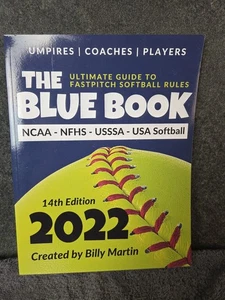 UMPIRES | COACHES | PLAYERS
THE
ULTIMATE GUIDE TO
FASTPITCH SOFTBALL RULES
BLUE BOOK
NCAA - NFHS - USSSA - USA Softball
14th Edition
2022
Created by Billy Martin